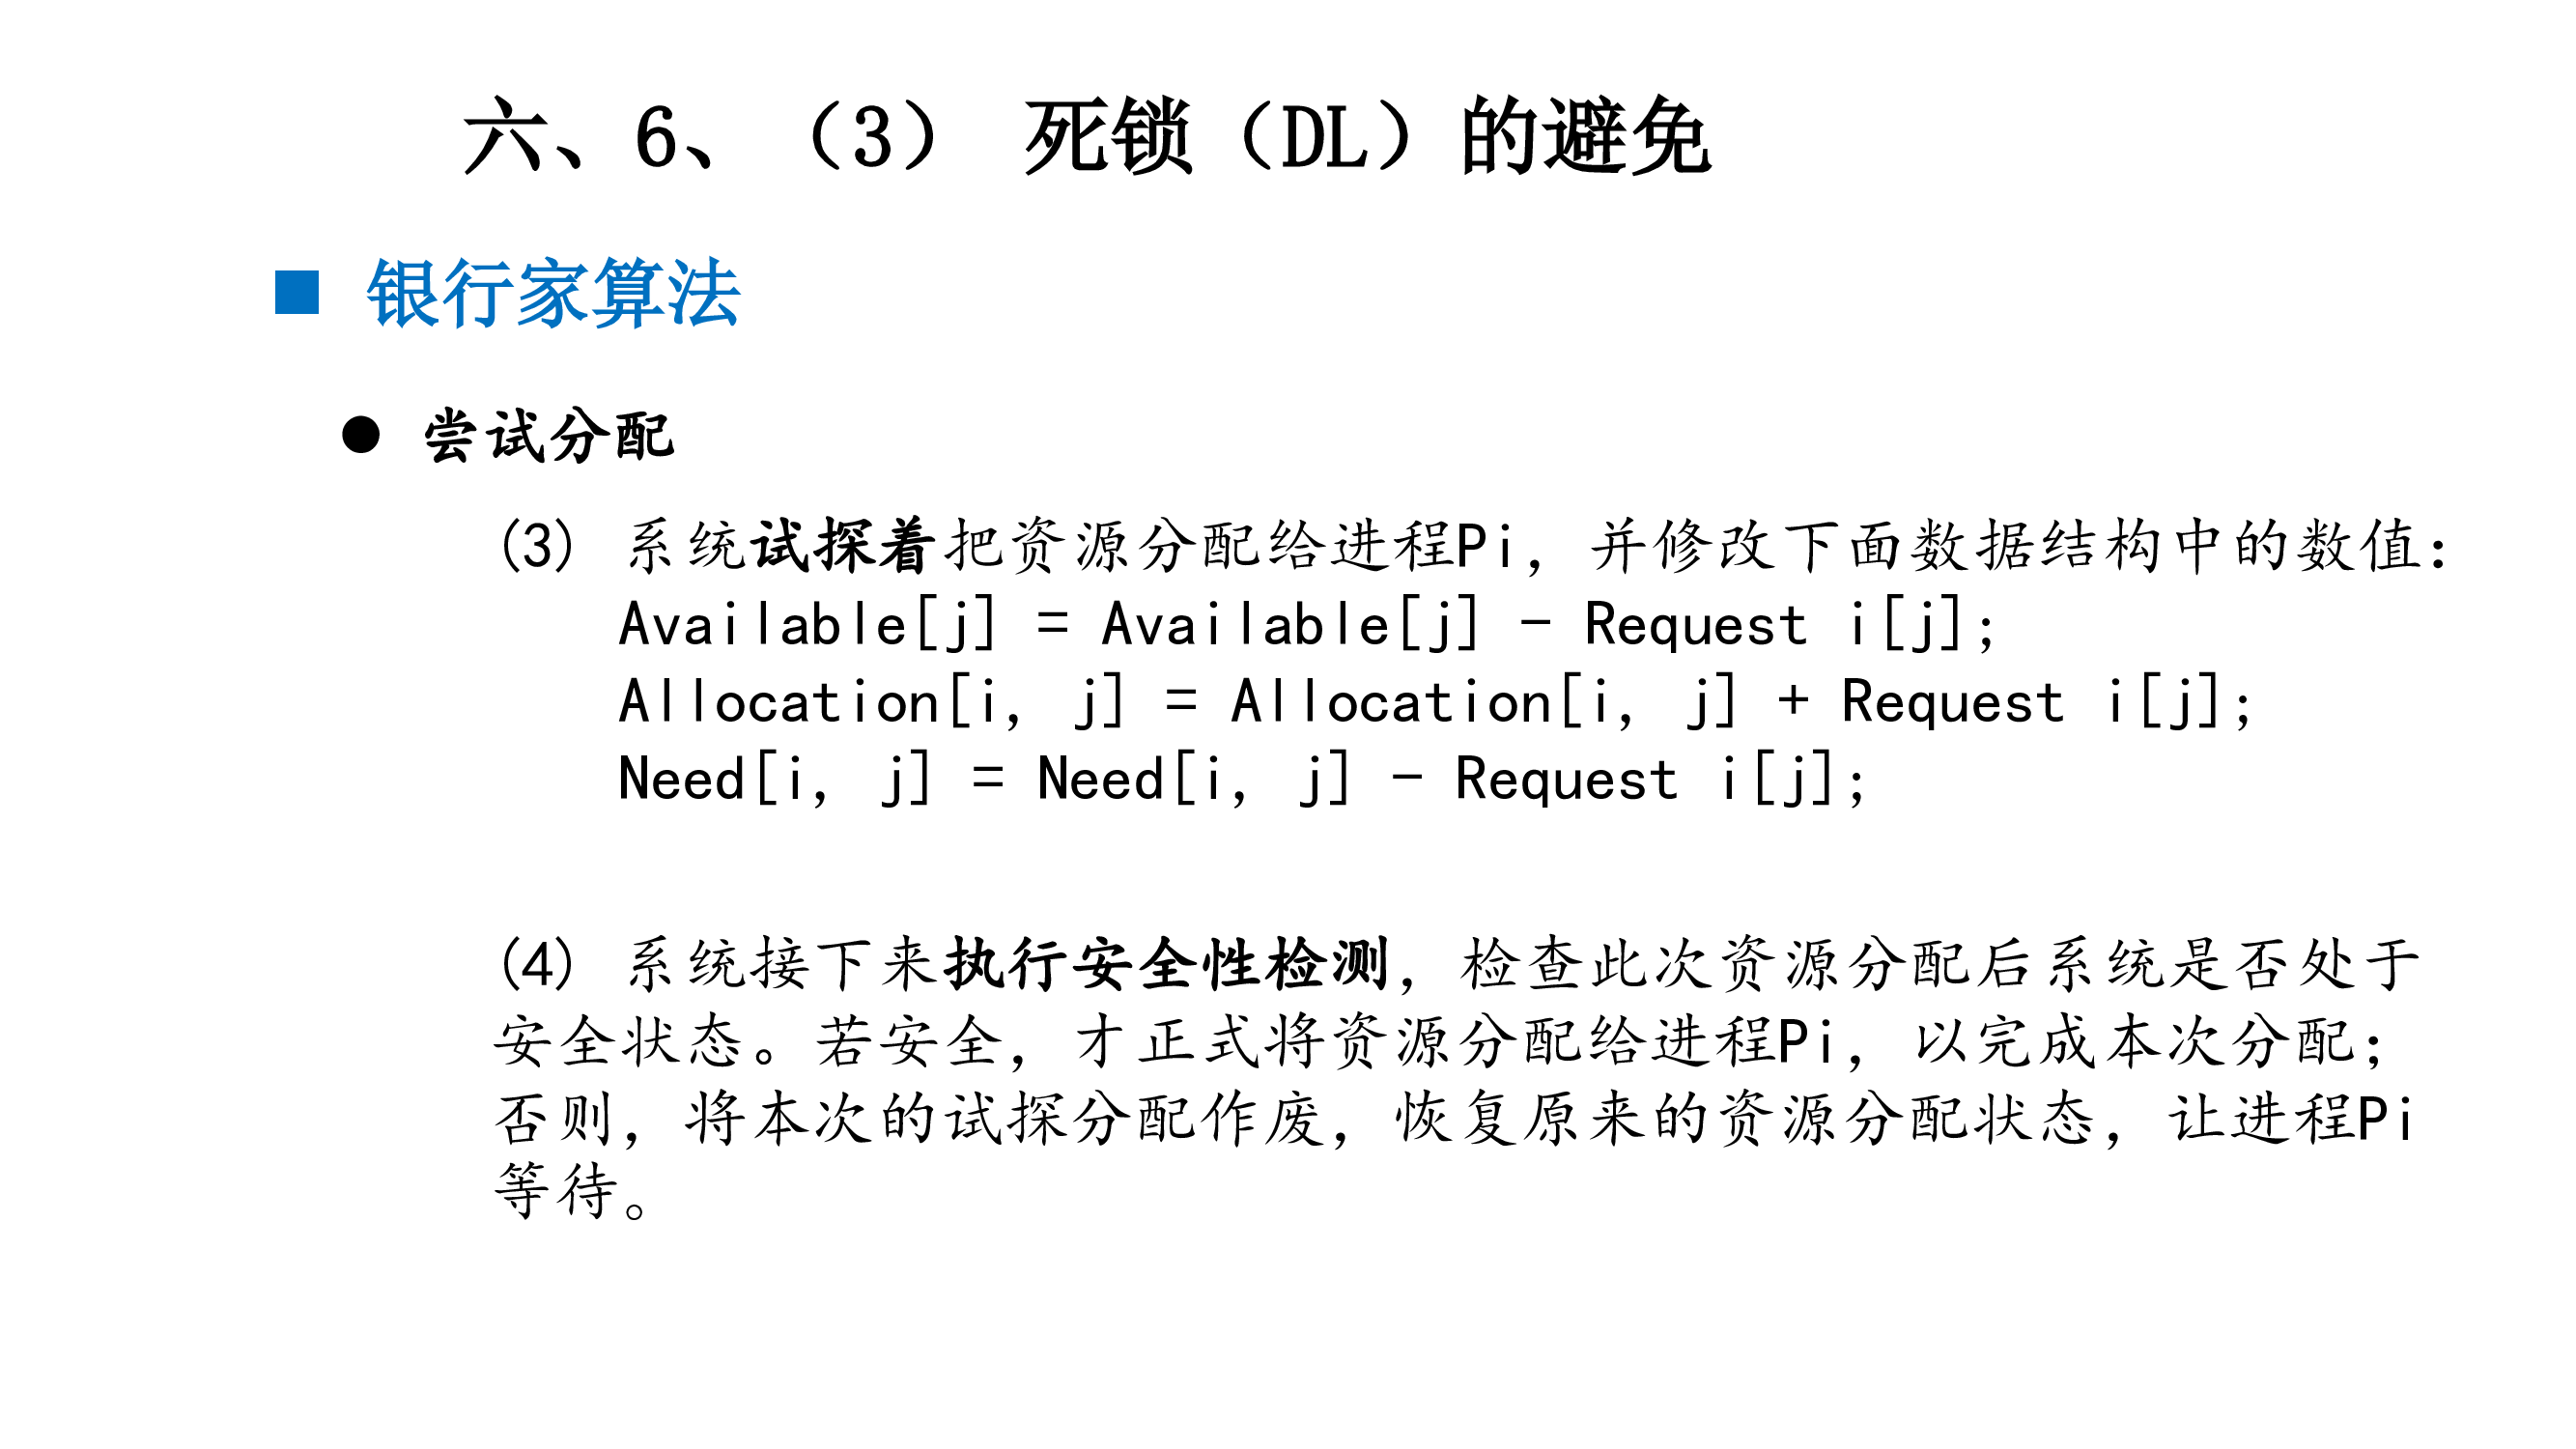 六、6、（3） 死锁（DL）的避免
银行家算法
尝试分配
(3) 系统试探着把资源分配给进程Pi，并修改下面数据结构中的数值：
Available[j] = Available[j] - Request i[j];
Allocation[i, j] = Allocation[i, j] + Request i[j];
Need[i, j] = Need[i, j] - Request i[j];
(4) 系统接下来执行安全性检测，检查此次资源分配后系统是否处于
安全状态。若安全，才正式将资源分配给进程Pi，以完成本次分配；
否则，将本次的试探分配作废，恢复原来的资源分配状态，让进程Pi
等待。